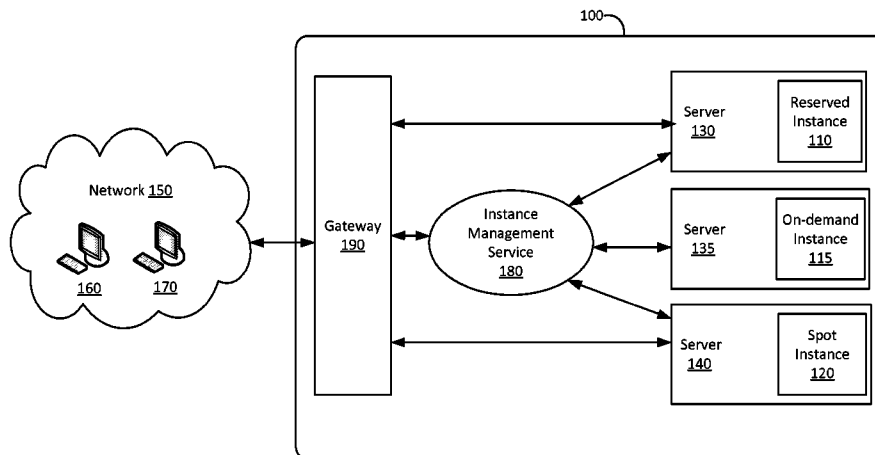 100
Network 150
160
170
Gateway
190
Instance
Management
Service
180
Server
130
Reserved
Instance
110
Server
135
On-demand
Instance
115
Server
140
Spot
Instance
120